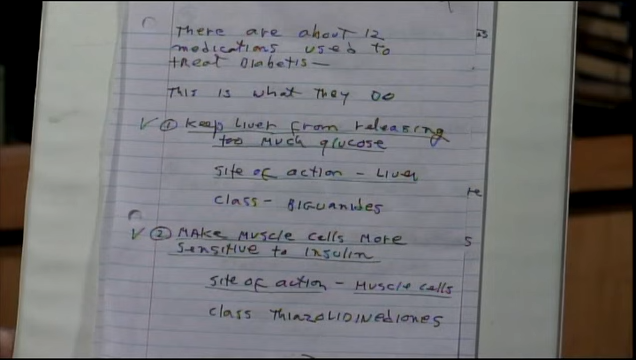 There are about 12
medications used to
treat Diabetis—
This is what They DO
✓ ① Keep Liver from releasing
too Much glucose
Site of action - Liver
class - BIGUANIDES
✓ ② MAKE Muscle cells More
Sensitive to Insulin
Site of action - Muscle cells
class ThiAZOLIDINEDIONES